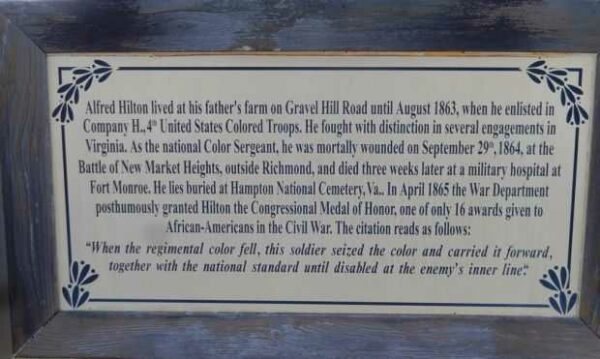 Alfred Hilton lived at his father's farm on Gravel Hill Road until August 1863, when he enlisted in
Company H., 4th United States Colored Troops. He fought with distinction in several engagements in
Virginia. As the national Color Sergeant, he was mortally wounded on September 29th, 1864, at the
Battle of New Market Heights, outside Richmond, and died three weeks later at a military hospital at
Fort Monroe. He lies buried at Hampton National Cemetery, Va.. In April 1865 the War Department
posthumously granted Hilton the Congressional Medal of Honor, one of only 16 awards given to
African-Americans in the Civil War. The citation reads as follows:
"When the regimental color fell, this soldier seized the color and carried it forward,
together with the national standard until disabled at the enemy's inner line".